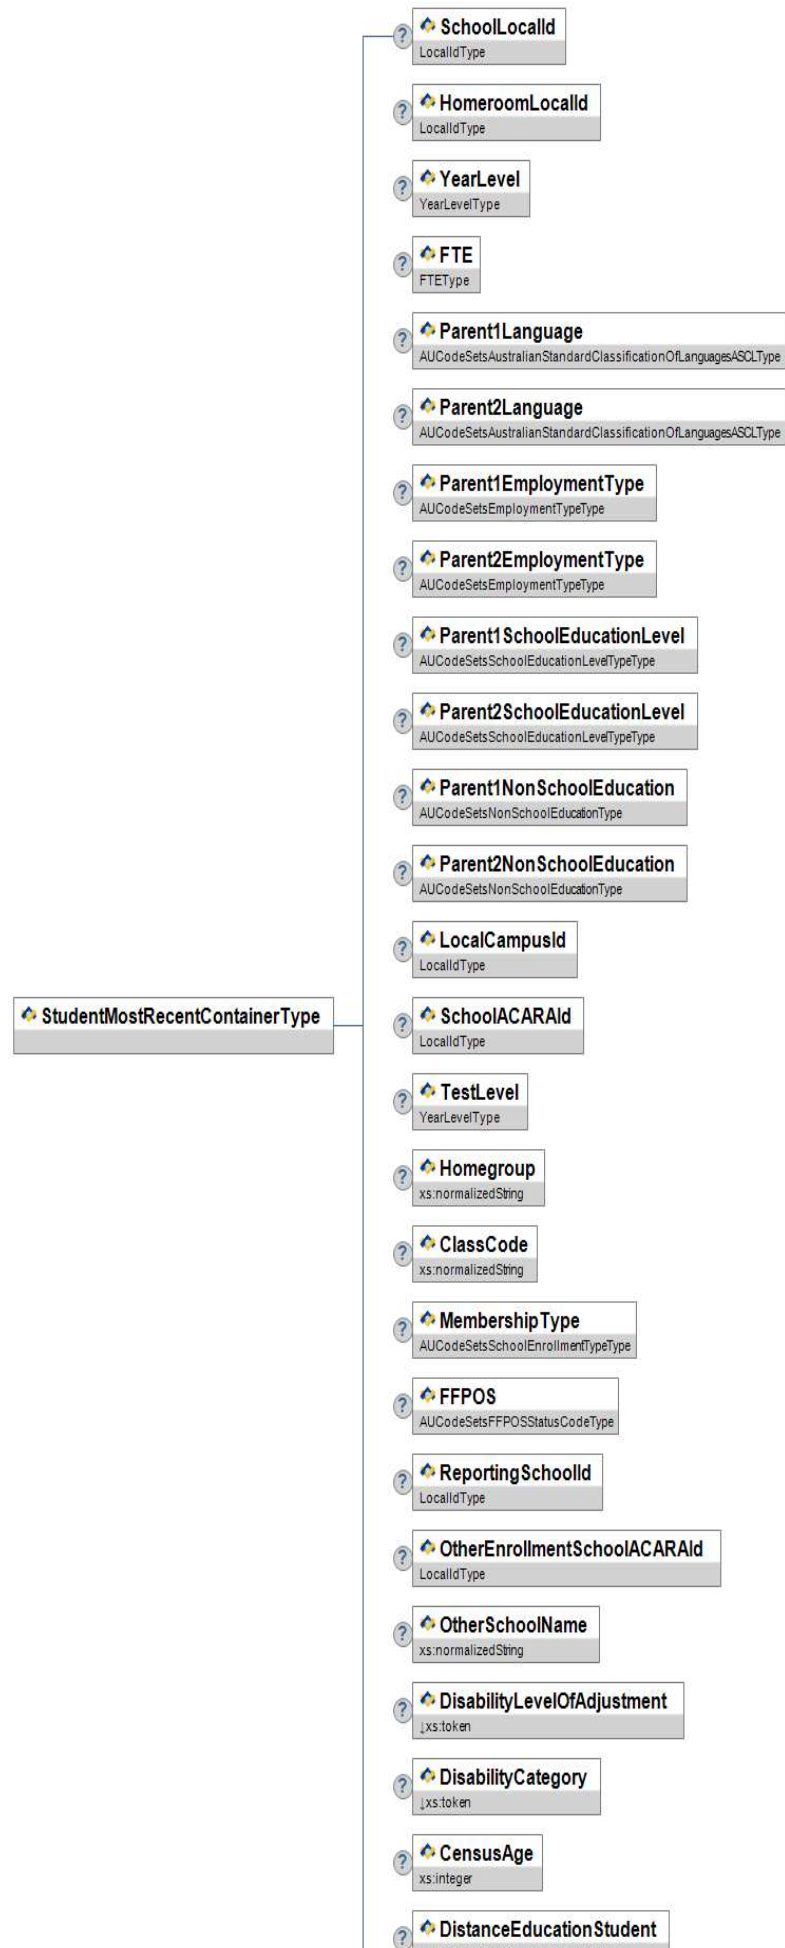 ? SchoolLocalId
LocalIdType
? HomeroomLocalId
LocalIdType
? YearLevel
YearLevelType
? FTE
FTEType
? Parent1Language
AUCodeSetsAustralianStandardClassificationOfLanguagesASCLType
? Parent2Language
AUCodeSetsAustralianStandardClassificationOfLanguagesASCLType
? Parent1EmploymentType
AUCodeSetsEmploymentTypeType
? Parent2EmploymentType
AUCodeSetsEmploymentTypeType
? Parent1SchoolEducationLevel
AUCodeSetsSchoolEducationLevelTypeType
? Parent2SchoolEducationLevel
AUCodeSetsSchoolEducationLevelTypeType
? Parent1NonSchoolEducation
AUCodeSetsNonSchoolEducationType
? Parent2NonSchoolEducation
AUCodeSetsNonSchoolEducationType
? LocalCampusId
LocalIdType
StudentMostRecentContainerType
? SchoolACARAId
LocalIdType
? TestLevel
YearLevelType
? Homegroup
xs:normalizedString
? ClassCode
xs:normalizedString
? MembershipType
AUCodeSetsSchoolEnrollmentTypeType
? FFPOS
AUCodeSetsFFPOSStatusCodeType
? ReportingSchoolId
LocalIdType
? OtherEnrollmentSchoolACARAId
LocalIdType
? OtherSchoolName
xs:normalizedString
? DisabilityLevelOfAdjustment
↓xs:token
? DisabilityCategory
↓xs:token
? CensusAge
xs:integer
? DistanceEducationStudent